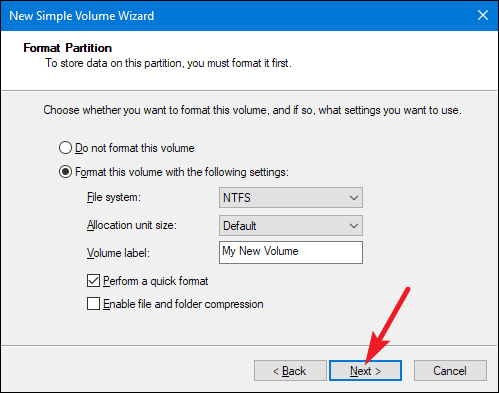 New Simple Volume Wizard
Format Partition
To store data on this partition, you must format it first.
Choose whether you want to format this volume, and if so, what settings you want to use.
Do not format this volume
Format this volume with the following settings:
File system: NTFS
Allocation unit size: Default
Volume label: My New Volume
Perform a quick format
Enable file and folder compression
< Back Next > Cancel